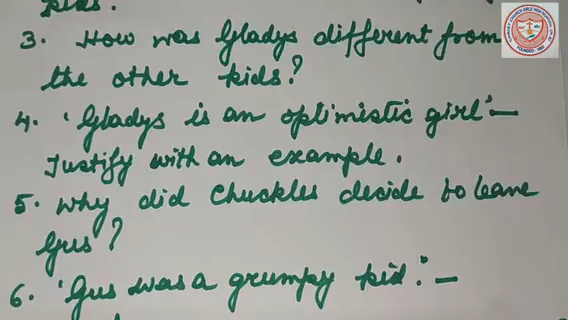 3. How was Gladys different from
the other kids?
4. 'Gladys is an optimistic girl' —
Justify with an example.
5. Why did Chuckles decide to leave
Gus?
6. 'Gus was a grumpy kid.' —